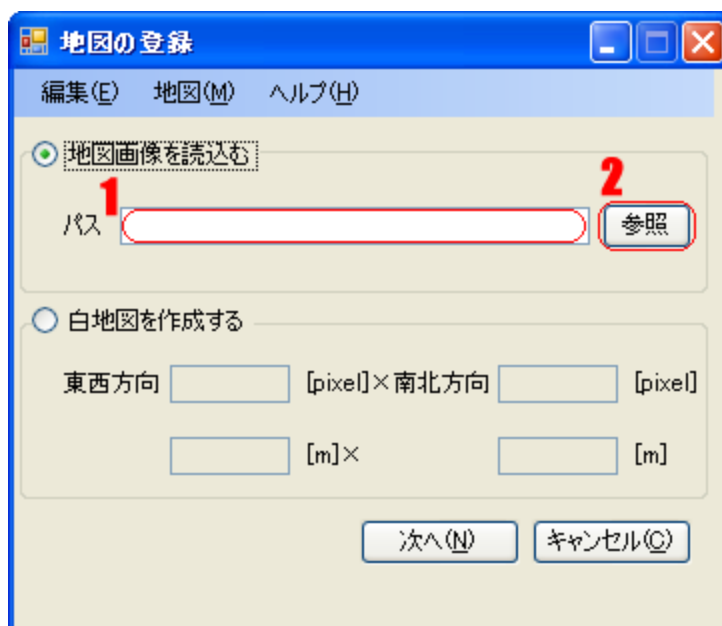 地図の登録
編集(E) 地図(M) ヘルプ(H)
地図画像を読込む
1 2
パス 参照
白地図を作成する
東西方向 [pixel]×南北方向 [pixel]
[m]× [m]
次へ(N) キャンセル(C)